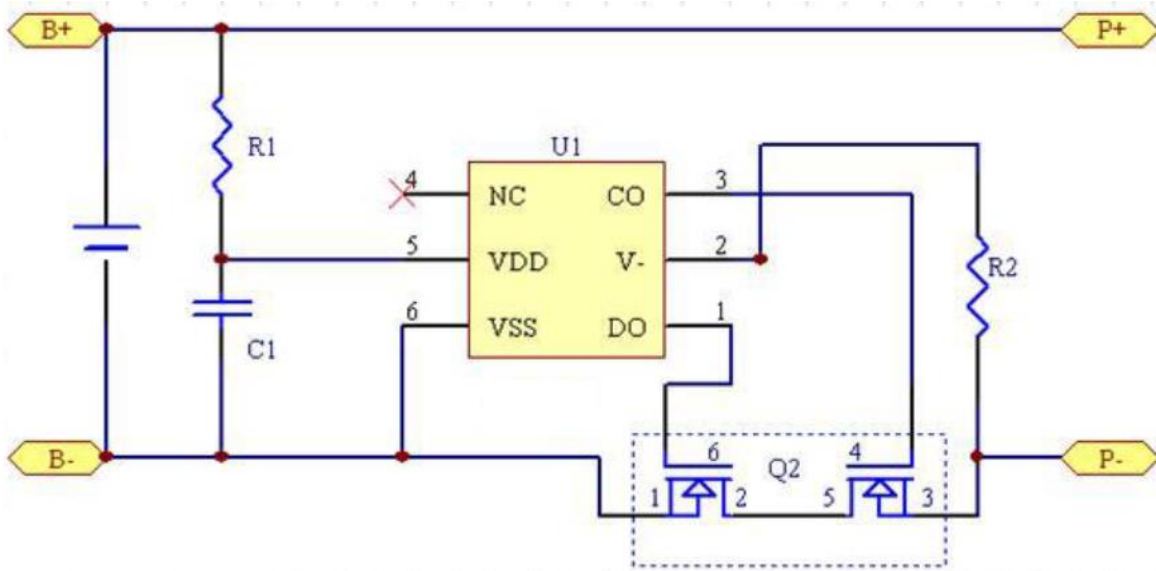 B+ P+
R1
U1
4 NC CO 3
5 VDD V- 2
R2
6 VSS DO 1
C1
B- P-
6 Q2 4
1 2 5 3